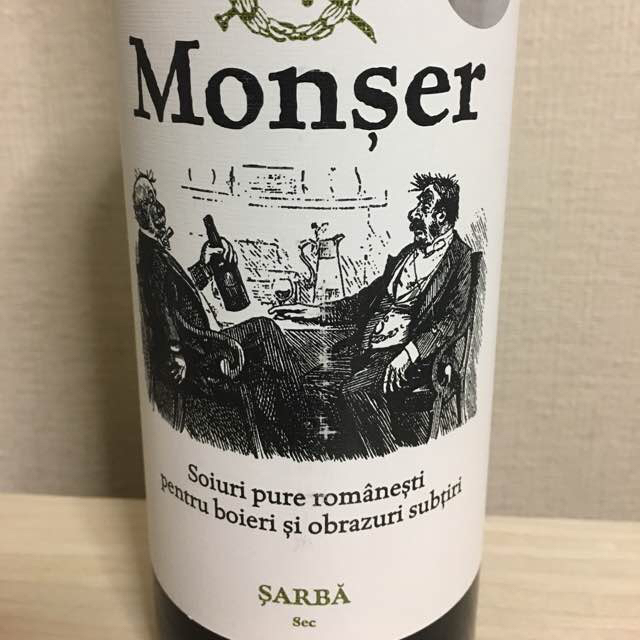 Monșer
Soiuri pure românești
pentru boieri și obrazuri subțiri
ȘARBĂ
Sec